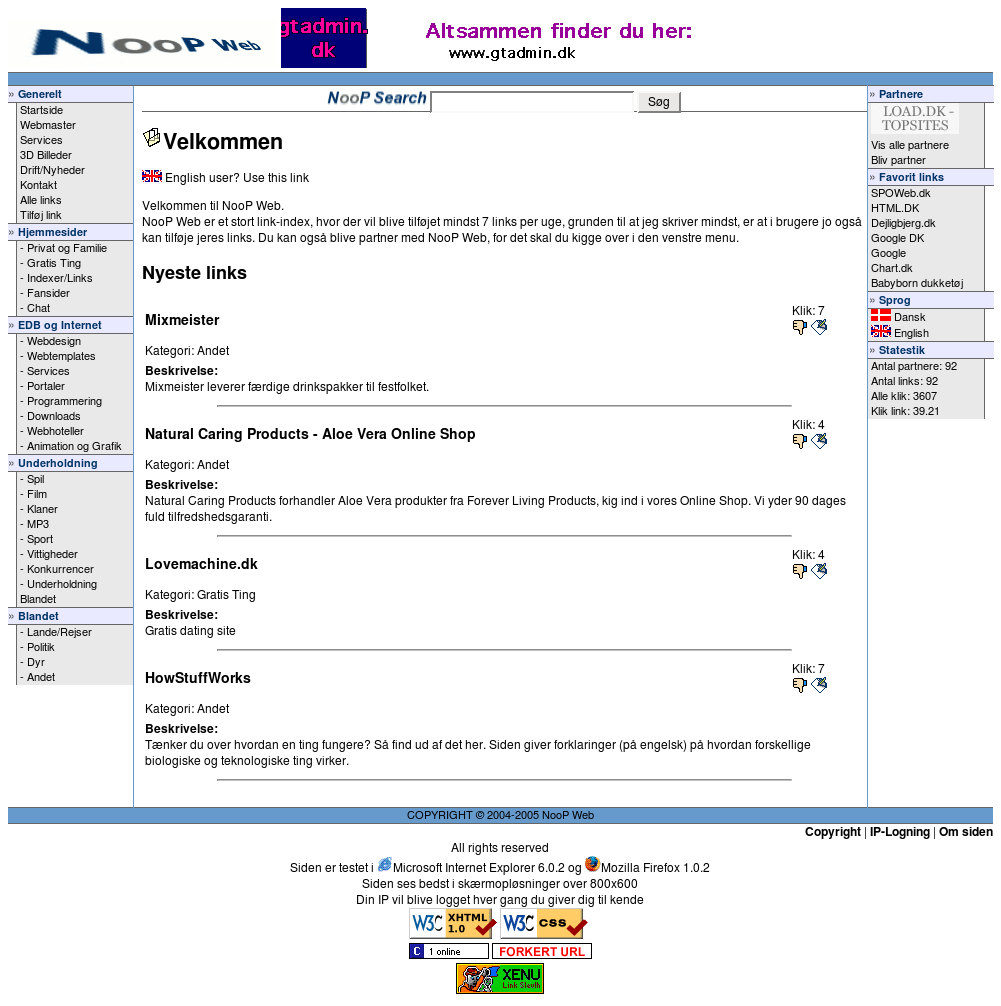 NooP Web
gtadmin.
dk
Altsammen finder du her:
www.gtadmin.dk
» Generelt
Startside
Webmaster
Services
3D Billeder
Drift/Nyheder
Kontakt
Alle links
Tilføj link
» Hjemmesider
- Privat og Familie
- Gratis Ting
- Indexer/Links
- Fansider
- Chat
» EDB og Internet
- Webdesign
- Webtemplates
- Services
- Portaler
- Programmering
- Downloads
- Webhoteller
- Animation og Grafik
» Underholdning
- Spil
- Film
- Klaner
- MP3
- Sport
- Vittigheder
- Konkurrencer
- Underholdning
Blandet
» Blandet
- Lande/Rejser
- Politik
- Dyr
- Andet
NooP Search
Søg
Velkommen
English user? Use this link
Velkommen til NooP Web.
NooP Web er et stort link-index, hvor der vil blive tilføjet mindst 7 links per uge, grunden til at jeg skriver mindst, er at i brugere jo også
kan tilføje jeres links. Du kan også blive partner med NooP Web, for det skal du kigge over i den venstre menu.
Nyeste links
Mixmeister
Klik: 7
Kategori: Andet
Beskrivelse:
Mixmeister leverer færdige drinkspakker til festfolket.
Natural Caring Products - Aloe Vera Online Shop
Klik: 4
Kategori: Andet
Beskrivelse:
Natural Caring Products forhandler Aloe Vera produkter fra Forever Living Products, kig ind i vores Online Shop. Vi yder 90 dages
fuld tilfredshedsgaranti.
Lovemachine.dk
Klik: 4
Kategori: Gratis Ting
Beskrivelse:
Gratis dating site
HowStuffWorks
Klik: 7
Kategori: Andet
Beskrivelse:
Tænker du over hvordan en ting fungere? Så find ud af det her. Siden giver forklaringer (på engelsk) på hvordan forskellige
biologiske og teknologiske ting virker.
» Partnere
LOAD.DK -
TOPSITES
Vis alle partnere
Bliv partner
» Favorit links
SPOWeb.dk
HTML.DK
Dejligbjerg.dk
Google DK
Google
Chart.dk
Babyborn dukketøj
» Sprog
Dansk
English
» Statestik
Antal partnere: 92
Antal links: 92
Alle klik: 3607
Klik link: 39.21
COPYRIGHT © 2004-2005 NooP Web
Copyright | IP-Logning | Om siden
All rights reserved
Siden er testet i Microsoft Internet Explorer 6.0.2 og Mozilla Firefox 1.0.2
Siden ses bedst i skærmopløsninger over 800x600
Din IP vil blive logget hver gang du giver dig til kende
W3C XHTML 1.0
W3C css
C 1 online
FORKERT URL
XENU
Link Sleuth